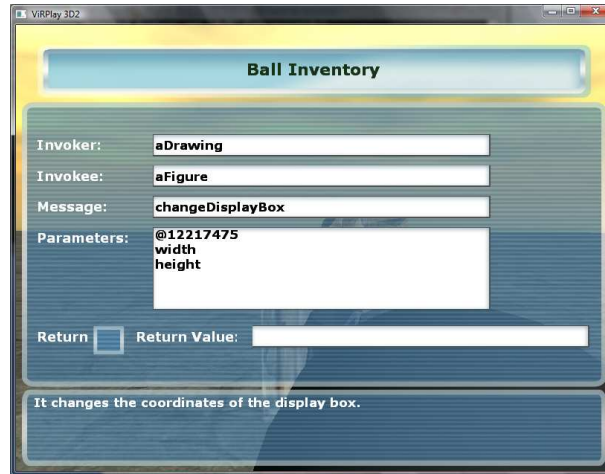 ViRPlay 3D2
Ball Inventory
Invoker: aDrawing
Invokee: aFigure
Message: changeDisplayBox
Parameters: @12217475
width
height
Return Return Value:
It changes the coordinates of the display box.